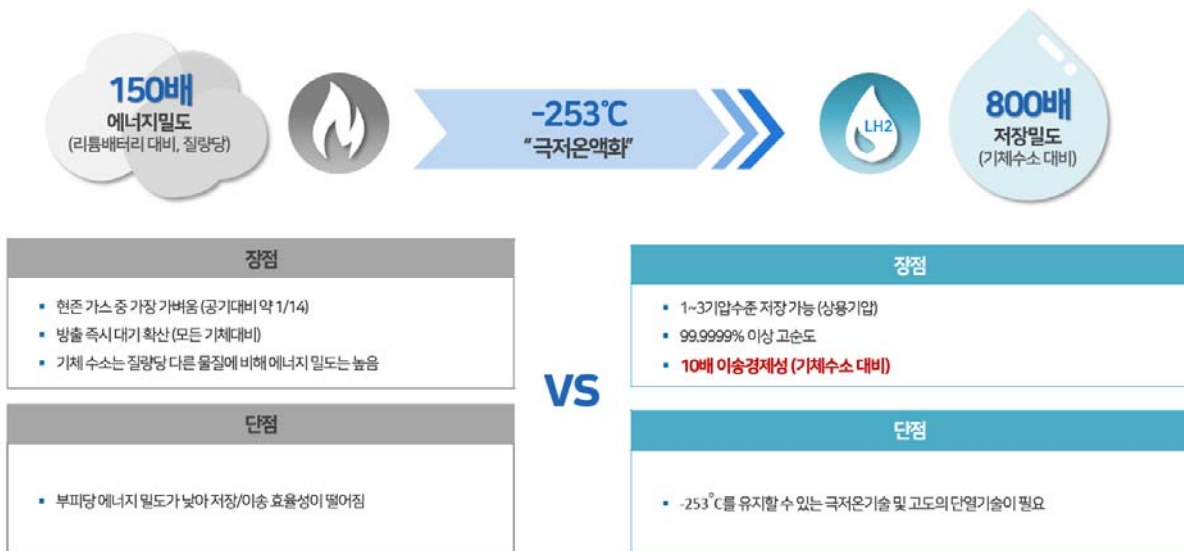 150배
에너지밀도
(리튬배터리 대비, 질량당)
-253℃
“극저온액화”
LH2
800배
저장밀도
(기체수소 대비)
장점
▪ 현존 가스 중 가장 가벼움 (공기대비 약 1/14)
▪ 방출 즉시 대기 확산 (모든 기체대비)
▪ 기체 수소는 질량당 다른 물질에 비해 에너지 밀도는 높음
단점
▪ 부피당 에너지 밀도가 낮아 저장/이송 효율성이 떨어짐
VS
장점
▪ 1~3기압수준 저장 가능 (상용기압)
▪ 99.9999% 이상 고순도
▪ 10배 이송경제성 (기체수소 대비)
단점
▪ -253°C를 유지할 수 있는 극저온기술 및 고도의 단열기술이 필요